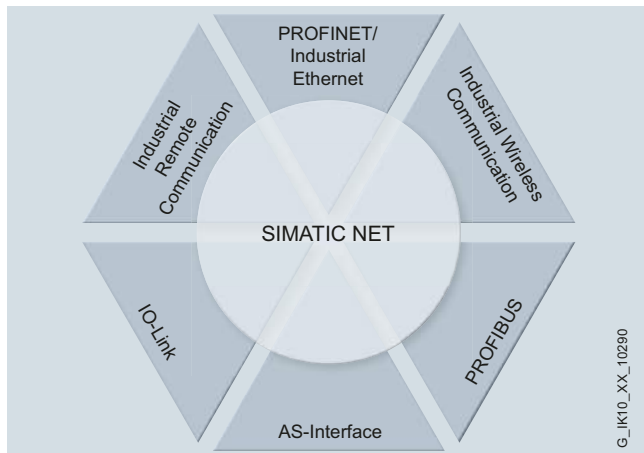 PROFINET/
Industrial
Ethernet
Industrial
Remote
Communication
Industrial Wireless
Communication
SIMATIC NET
IO-Link
PROFIBUS
AS-Interface
G_IK10_XX_10290